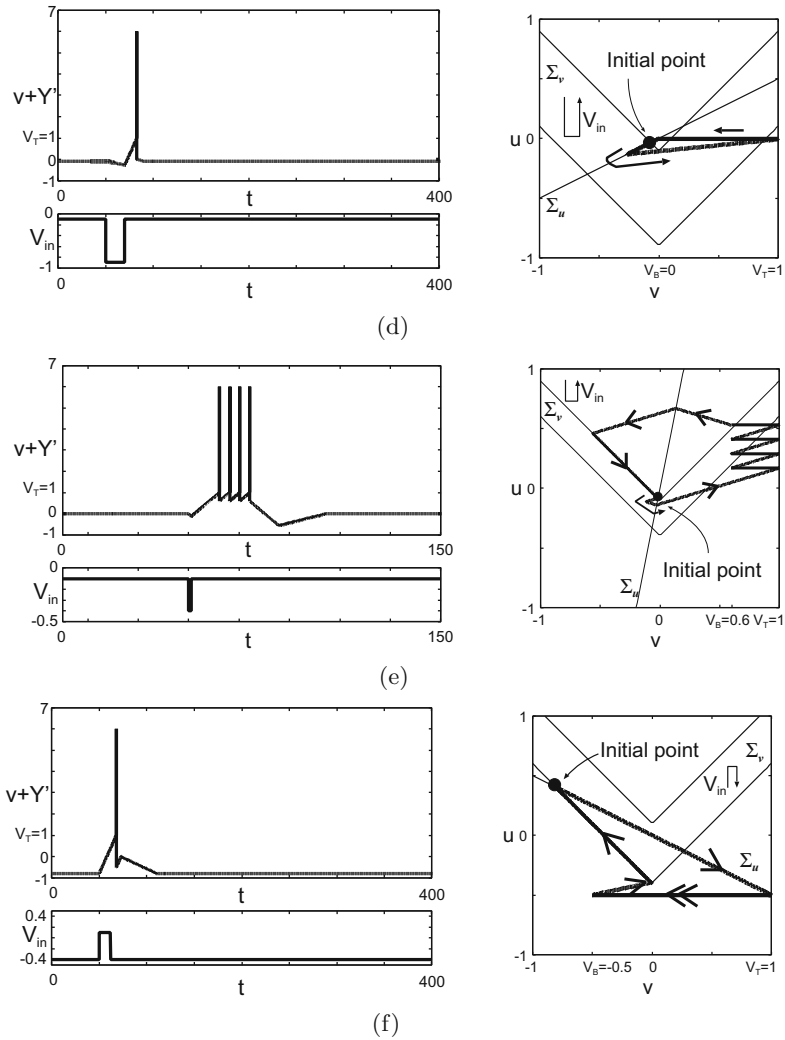 7
v+Y'
V_T=1
0
-1
0
t
400
0
V_in
-1
0
t
400
1
Σ_v
Initial point
V_in
u 0
Σ_u
-1
-1
V_B=0
V_T=1
v
(d)
7
v+Y'
V_T=1
0
-1
0
t
150
0
V_in
-0.5
0
t
150
1
V_in
Σ_v
u 0
Initial point
Σ_u
-1
-1
0
V_B=0.6 V_T=1
v
(e)
7
v+Y'
V_T=1
0
-1
0
t
400
0.4
V_in
-0.4
0
t
400
1
Initial point
Σ_v
V_in
u 0
Σ_u
-1
-1
V_B=-0.5
0
V_T=1
v
(f)